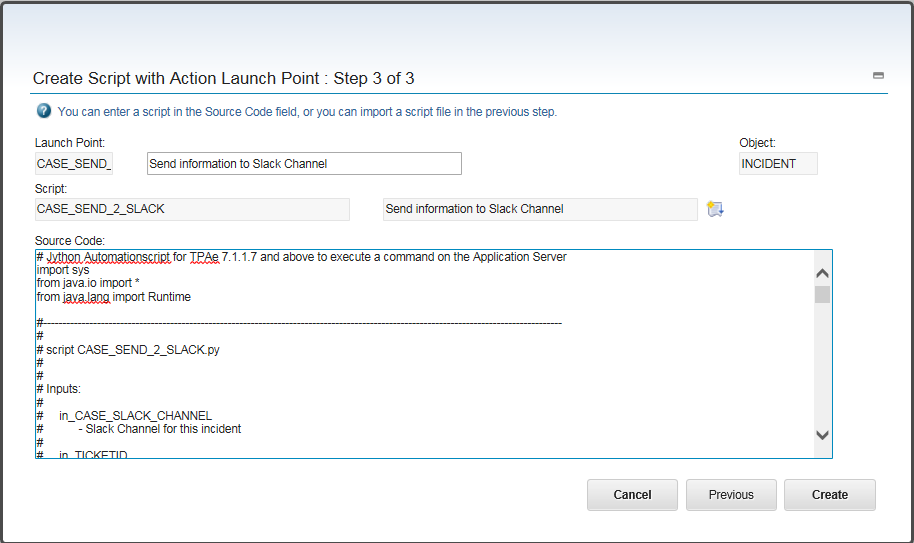 Create Script with Action Launch Point : Step 3 of 3
You can enter a script in the Source Code field, or you can import a script file in the previous step.
Launch Point: Object:
CASE_SEND_ Send information to Slack Channel INCIDENT
Script:
CASE_SEND_2_SLACK Send information to Slack Channel
Source Code:
# Jython Automationscript for TPAe 7.1.1.7 and above to execute a command on the Application Server
import sys
from java.io import *
from java.lang import Runtime
#------------------------------------------------------------------------------------------------------------------------
#
# script CASE_SEND_2_SLACK.py
#
#
# Inputs:
#
# in_CASE_SLACK_CHANNEL
# - Slack Channel for this incident
#
# in_TICKETID
Cancel Previous Create